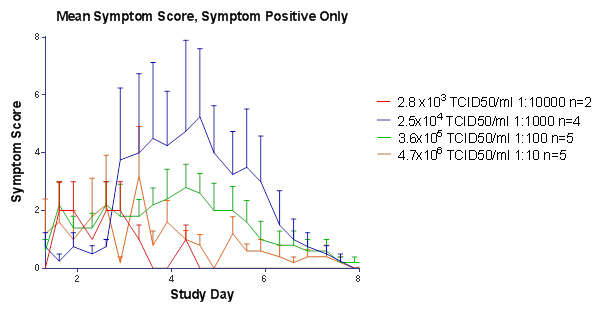 Mean Symptom Score, Symptom Positive Only
8
6
4
2
0
2
4
6
8
Symptom Score
Study Day
2.8 x10³ TCID50/ml 1:10000 n=2
2.5x10⁴ TCID50/ml 1:1000 n=4
3.6x10⁵ TCID50/ml 1:100 n=5
4.7x10⁶ TCID50/ml 1:10 n=5